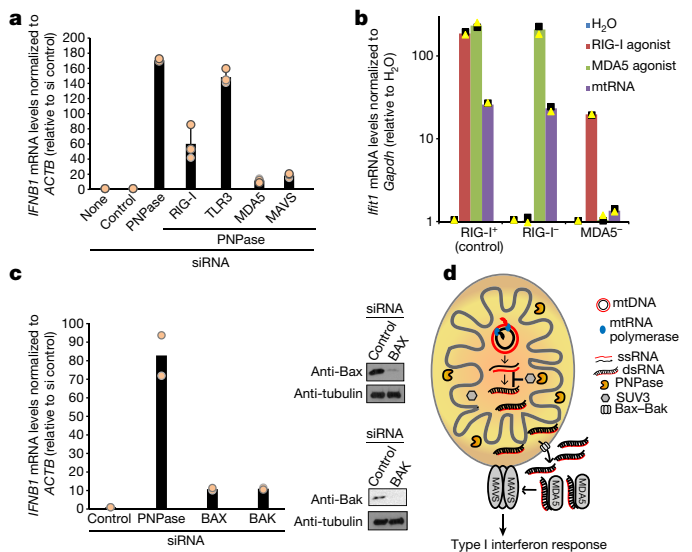 a
IFNB1 mRNA levels normalized to
ACTB (relative to si control)
200
180
160
140
120
100
80
60
40
20
0
None
Control
PNPase
RIG-I
TLR3
MDA5
MAVS
PNPase
siRNA
b
Ifit1 mRNA levels normalized to
Gapdh (relative to H2O)
100
10
1
H2O
RIG-I agonist
MDA5 agonist
mtRNA
RIG-I+
(control)
RIG-I–
MDA5–
c
IFNB1 mRNA levels normalized to
ACTB (relative to si control)
100
90
80
70
60
50
40
30
20
10
0
Control
PNPase
BAX
BAK
siRNA
siRNA
Control
BAX
Anti-Bax
Anti-tubulin
siRNA
Control
BAK
Anti-Bak
Anti-tubulin
d
mtDNA
mtRNA
polymerase
ssRNA
dsRNA
PNPase
SUV3
Bax–Bak
MAVS
MAVS
MDA5
MDA5
Type I interferon response